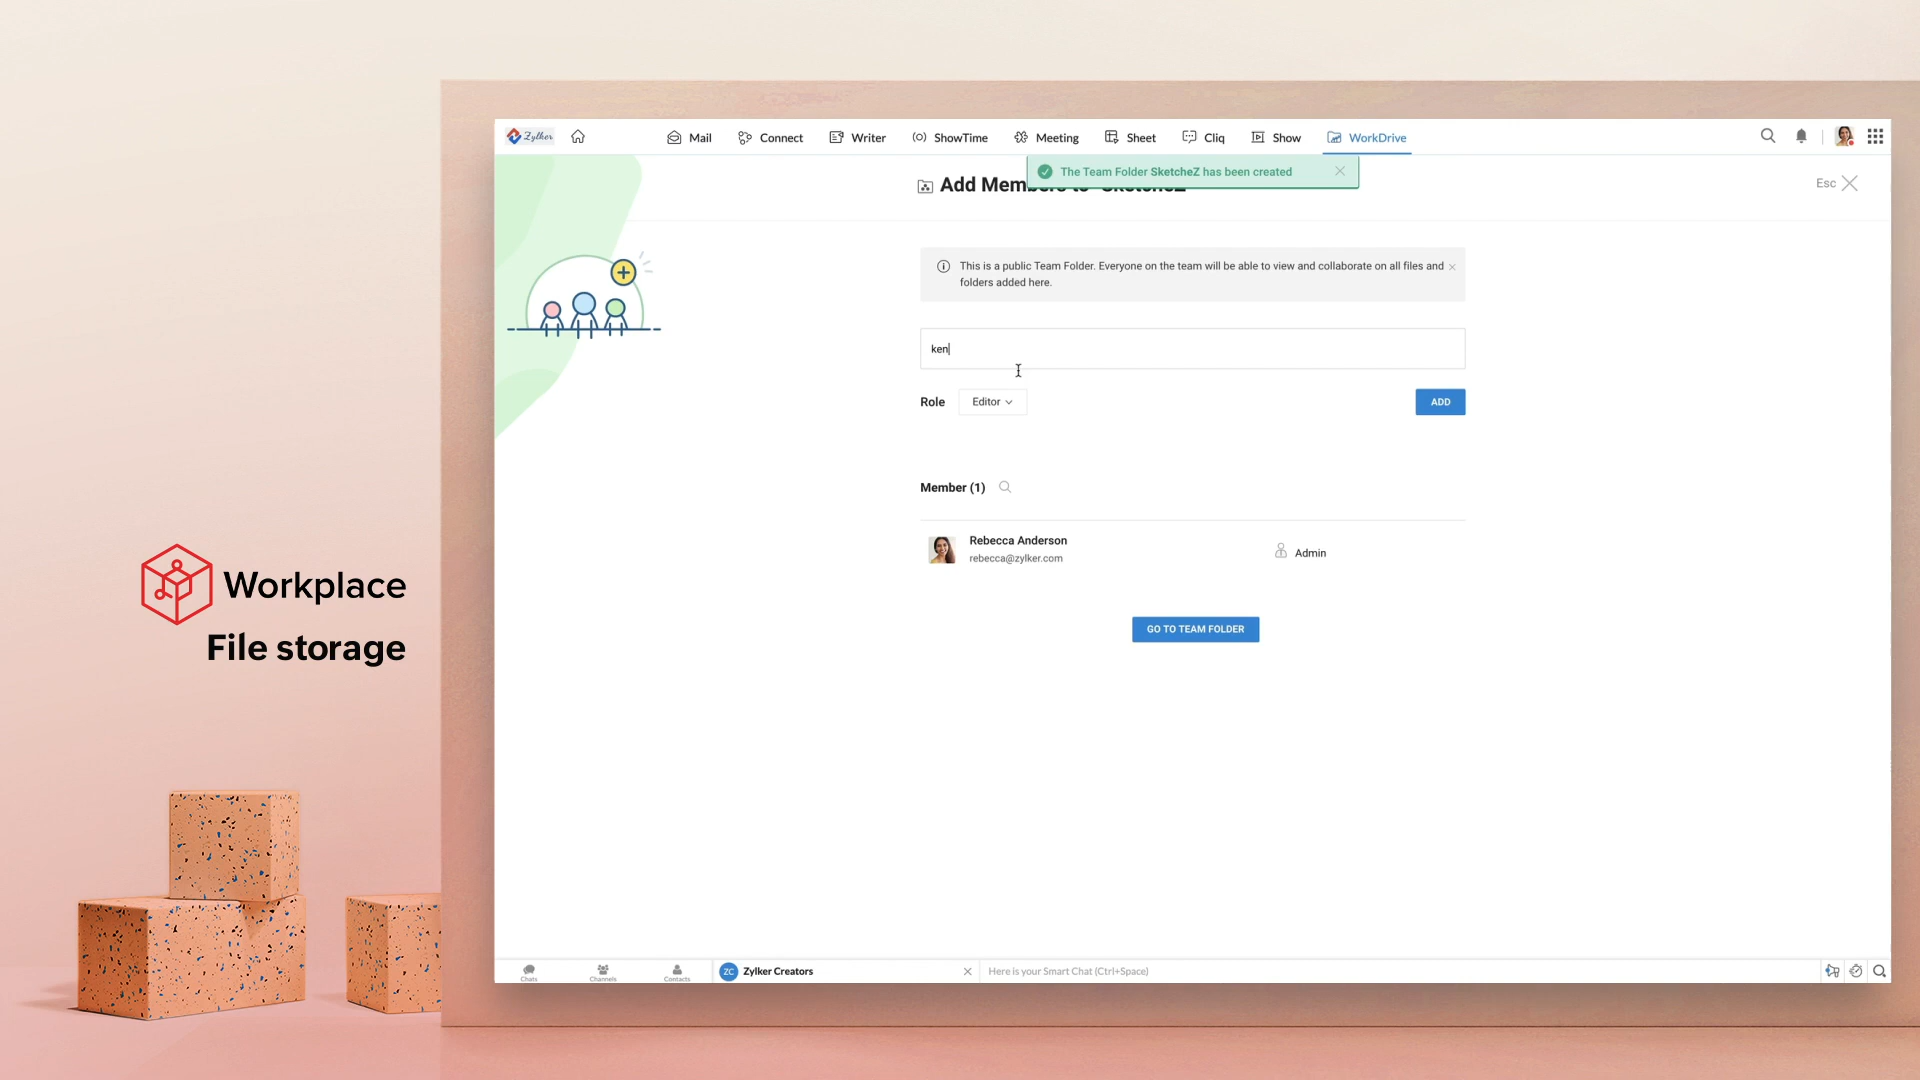 Zylker
Mail
Connect
Writer
ShowTime
Meeting
Sheet
Cliq
Show
WorkDrive
The Team Folder SketcheZ has been created
Add Members to
Esc
This is a public Team Folder. Everyone on the team will be able to view and collaborate on all files and
folders added here.
ken
Role
Editor
ADD
Member (1)
Rebecca Anderson
rebecca@zylker.com
Admin
GO TO TEAM FOLDER
Workplace
File storage
Chats
Channels
Contacts
ZC
Zylker Creators
Here is your Smart Chat (Ctrl+Space)